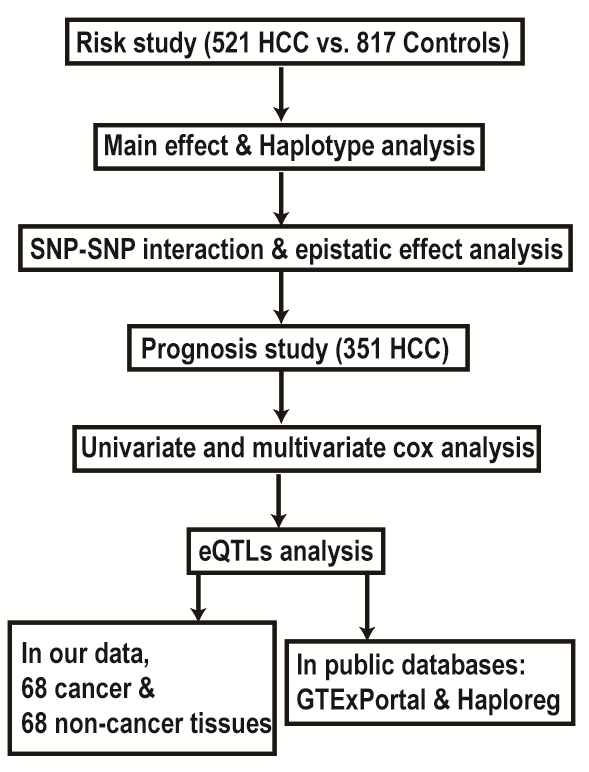 Risk study (521 HCC vs. 817 Controls)
Main effect & Haplotype analysis
SNP-SNP interaction & epistatic effect analysis
Prognosis study (351 HCC)
Univariate and multivariate cox analysis
eQTLs analysis
In our data,
68 cancer &
68 non-cancer tissues
In public databases:
GTExPortal & Haploreg